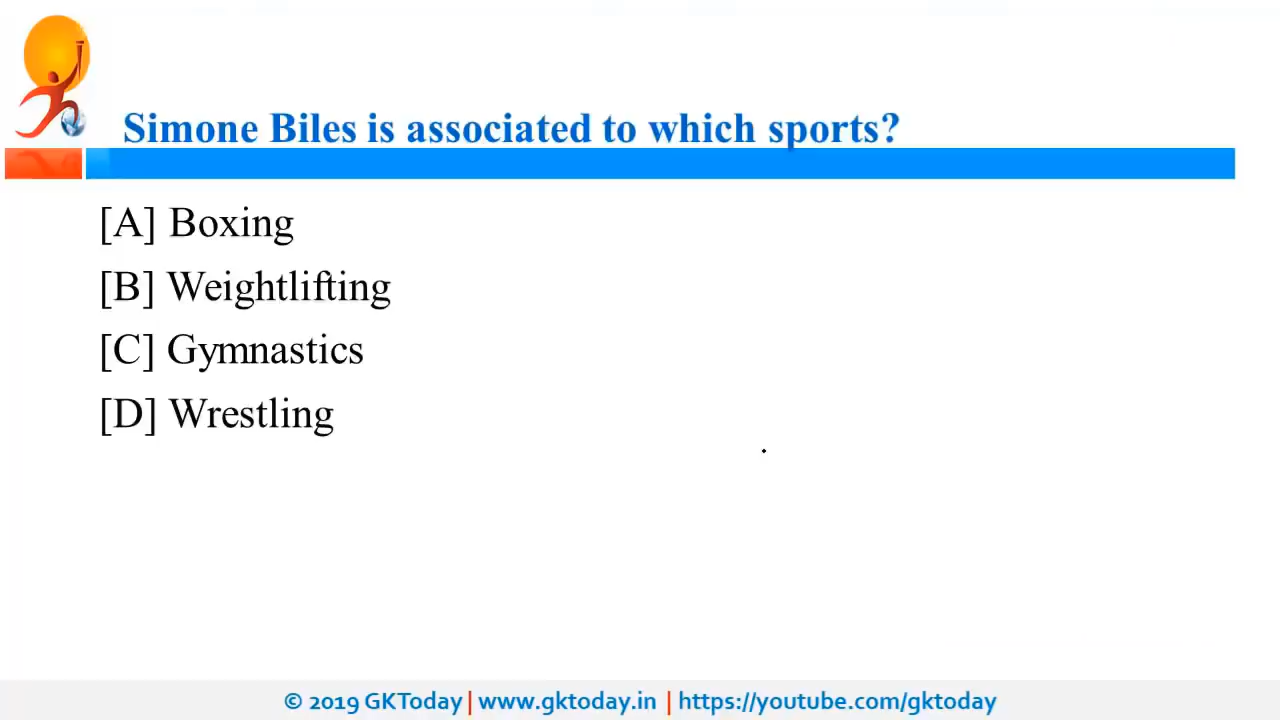 Simone Biles is associated to which sports?
[A] Boxing
[B] Weightlifting
[C] Gymnastics
[D] Wrestling
© 2019 GKToday | www.gktoday.in | https://youtube.com/gktoday